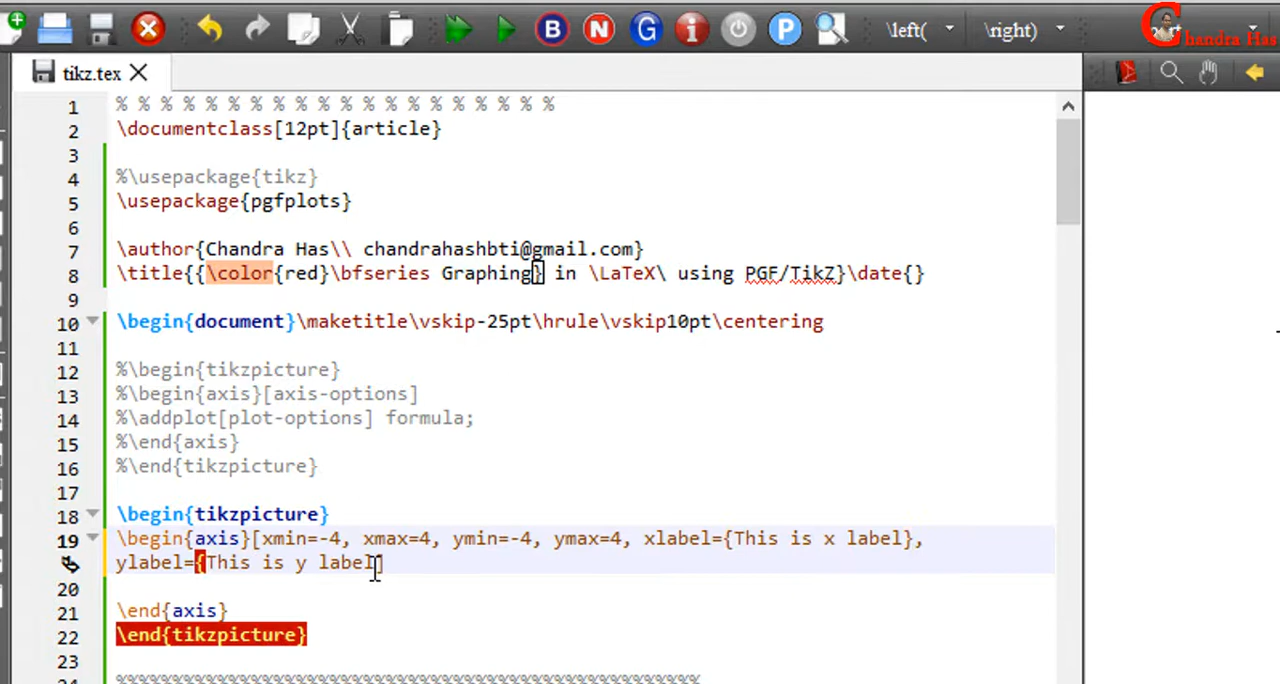 \left(
\right)
Chandra Has
tikz.tex
1 % % % % % % % % % % % % % % % % % % % %
2 \documentclass[12pt]{article}
3
4 %\usepackage{tikz}
5 \usepackage{pgfplots}
6
7 \author{Chandra Has\\ chandrahashbti@gmail.com}
8 \title{{\color{red}\bfseries Graphing} in \LaTeX\ using PGF/TikZ}\date{}
9
10 \begin{document}\maketitle\vskip-25pt\hrule\vskip10pt\centering
11
12 %\begin{tikzpicture}
13 %\begin{axis}[axis-options]
14 %\addplot[plot-options] formula;
15 %\end{axis}
16 %\end{tikzpicture}
17
18 \begin{tikzpicture}
19 \begin{axis}[xmin=-4, xmax=4, ymin=-4, ymax=4, xlabel={This is x label},
ylabel={This is y label]
20
21 \end{axis}
22 \end{tikzpicture}
23